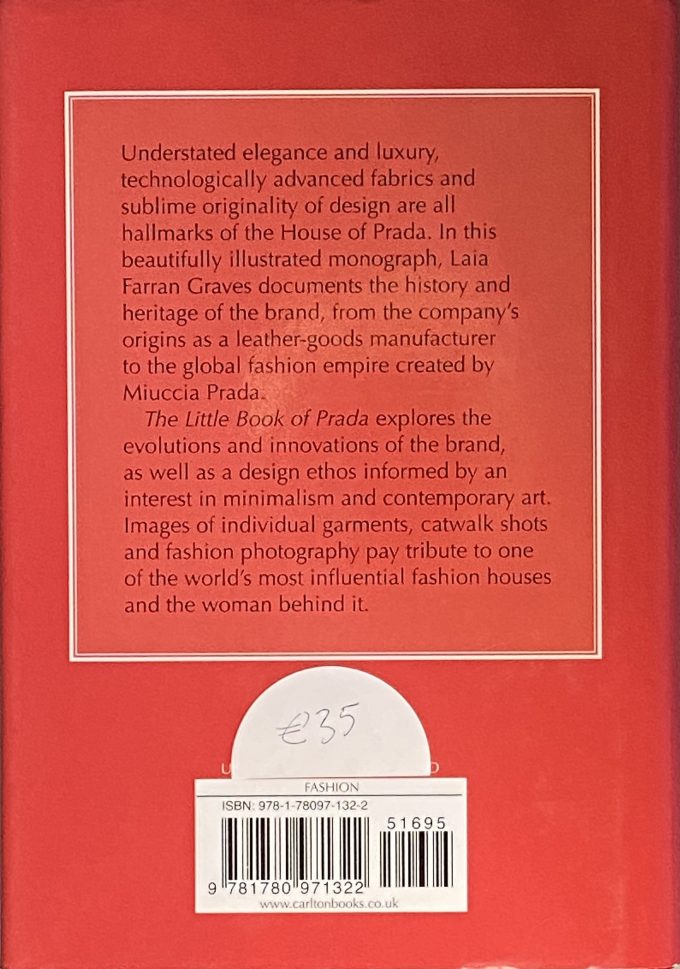 Understated elegance and luxury,
technologically advanced fabrics and
sublime originality of design are all
hallmarks of the House of Prada. In this
beautifully illustrated monograph, Laia
Farran Graves documents the history and
heritage of the brand, from the company's
origins as a leather-goods manufacturer
to the global fashion empire created by
Miuccia Prada.
The Little Book of Prada explores the
evolutions and innovations of the brand,
as well as a design ethos informed by an
interest in minimalism and contemporary art.
Images of individual garments, catwalk shots
and fashion photography pay tribute to one
of the world's most influential fashion houses
and the woman behind it.
€35
FASHION
ISBN: 978-1-78097-132-2
51695
9 781780 971322
www.carltonbooks.co.uk